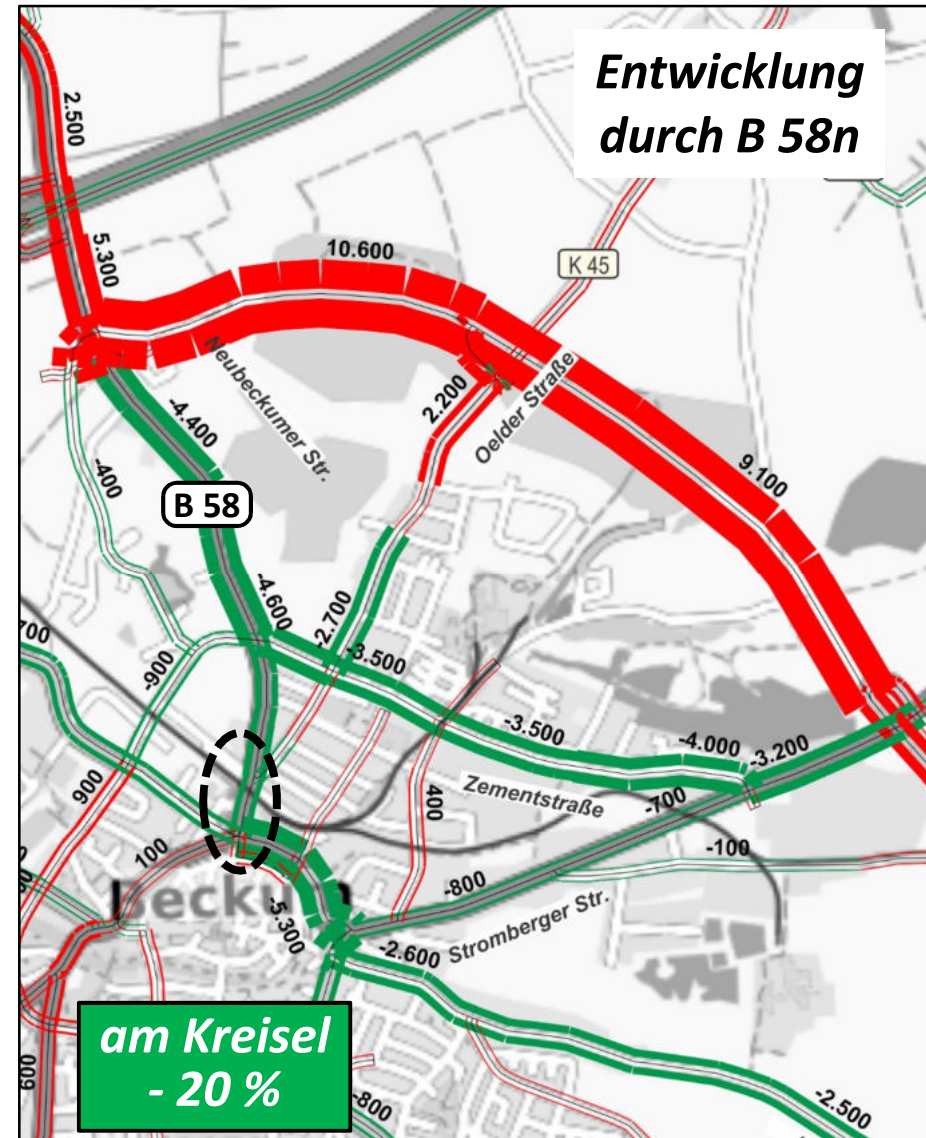 Entwicklung
durch B 58n
2.500
5.300
10.600
K 45
Neubeckumer Str.
-4.400
2.200
Oelder Straße
-400
9.100
B 58
-4.600
-2.700
-3.500
700
-900
-3.500
-4.000
-3.200
Zementstraße
-700
900
400
100
-100
-800
Beckum
-5.300
Stromberger Str.
-2.600
am Kreisel
- 20 %
600
-800
-2.500